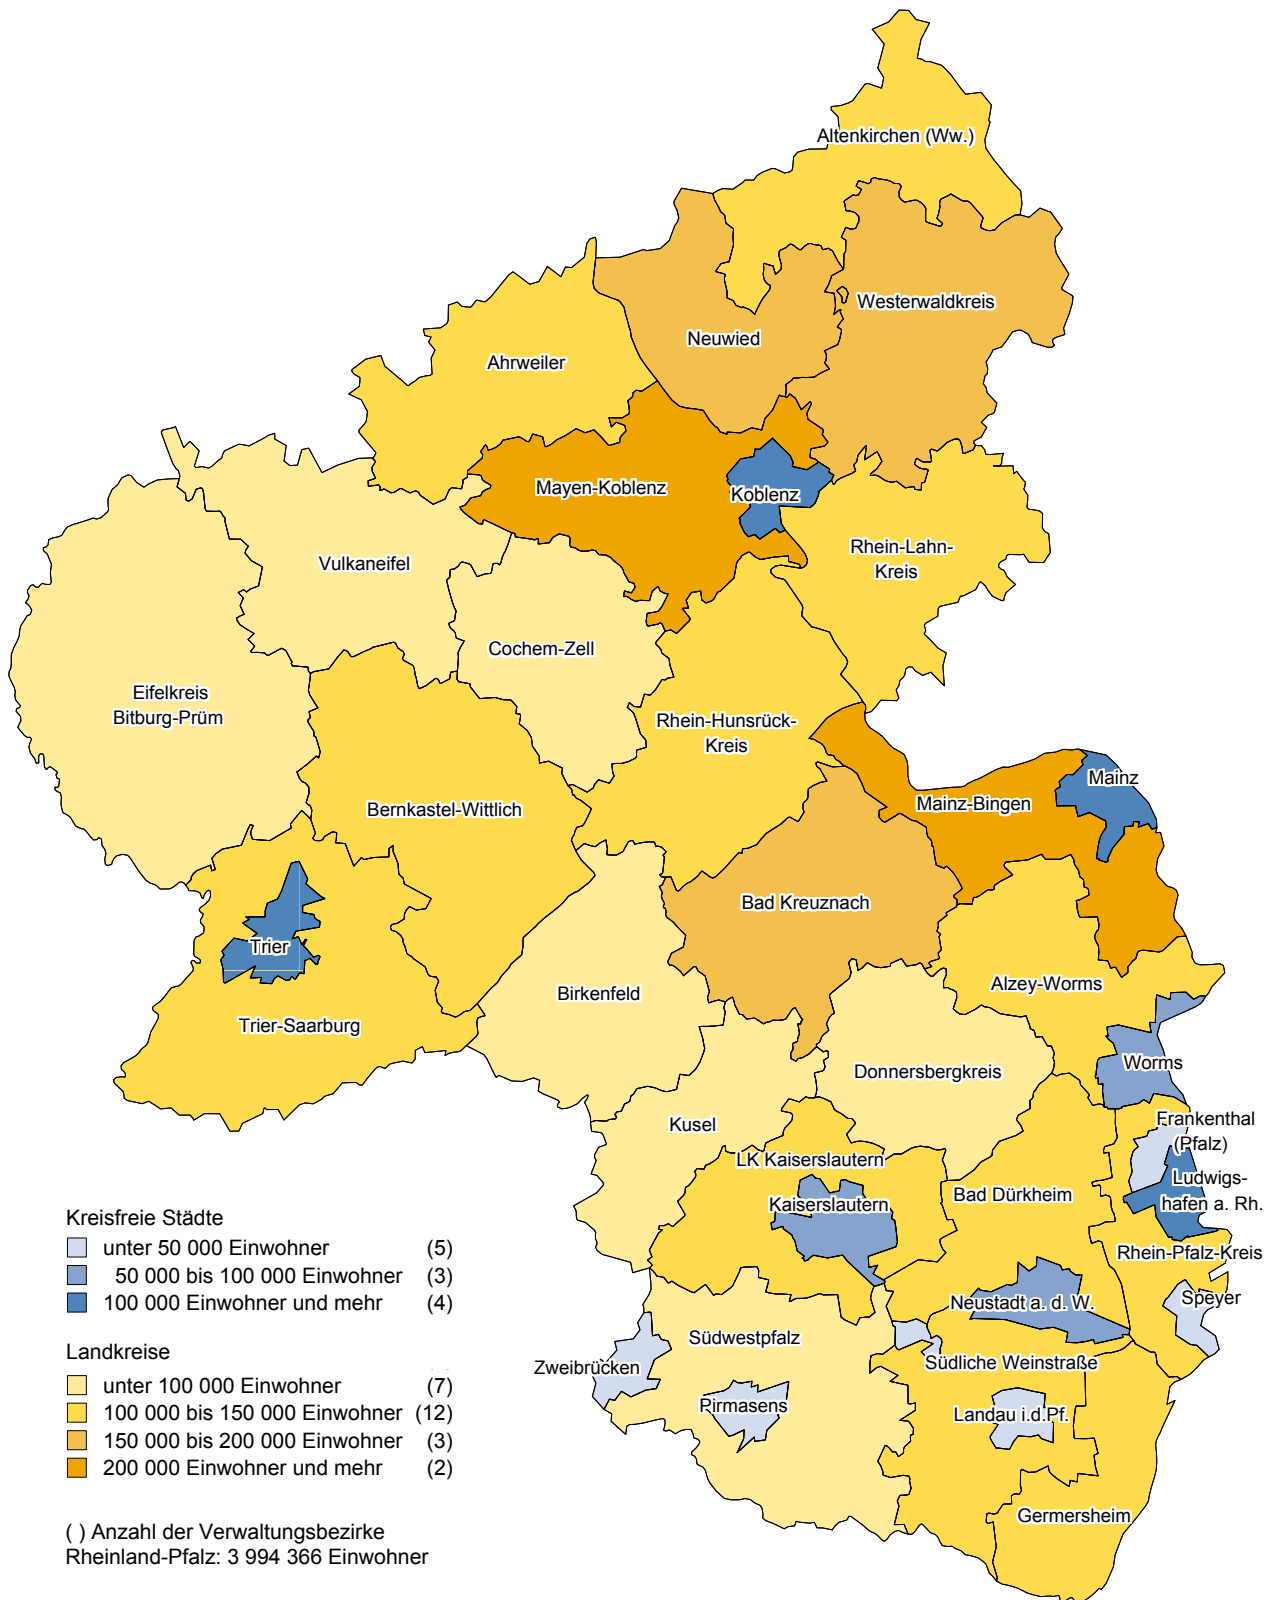 Altenkirchen (Ww.)
Westerwaldkreis
Neuwied
Ahrweiler
Mayen-Koblenz
Koblenz
Rhein-Lahn-
Kreis
Vulkaneifel
Cochem-Zell
Eifelkreis
Bitburg-Prüm
Rhein-Hunsrück-
Kreis
Mainz
Mainz-Bingen
Bernkastel-Wittlich
Bad Kreuznach
Trier
Alzey-Worms
Birkenfeld
Trier-Saarburg
Worms
Donnersbergkreis
Kusel
Frankenthal
(Pfalz)
LK Kaiserslautern
Ludwigs-
hafen a. Rh.
Bad Dürkheim
Kaiserslautern
Rhein-Pfalz-Kreis
Speyer
Neustadt a. d. W.
Südwestpfalz
Zweibrücken
Südliche Weinstraße
Pirmasens
Landau i.d.Pf.
Germersheim
Kreisfreie Städte
unter 50 000 Einwohner (5)
50 000 bis 100 000 Einwohner (3)
100 000 Einwohner und mehr (4)
Landkreise
unter 100 000 Einwohner (7)
100 000 bis 150 000 Einwohner (12)
150 000 bis 200 000 Einwohner (3)
200 000 Einwohner und mehr (2)
( ) Anzahl der Verwaltungsbezirke
Rheinland-Pfalz: 3 994 366 Einwohner